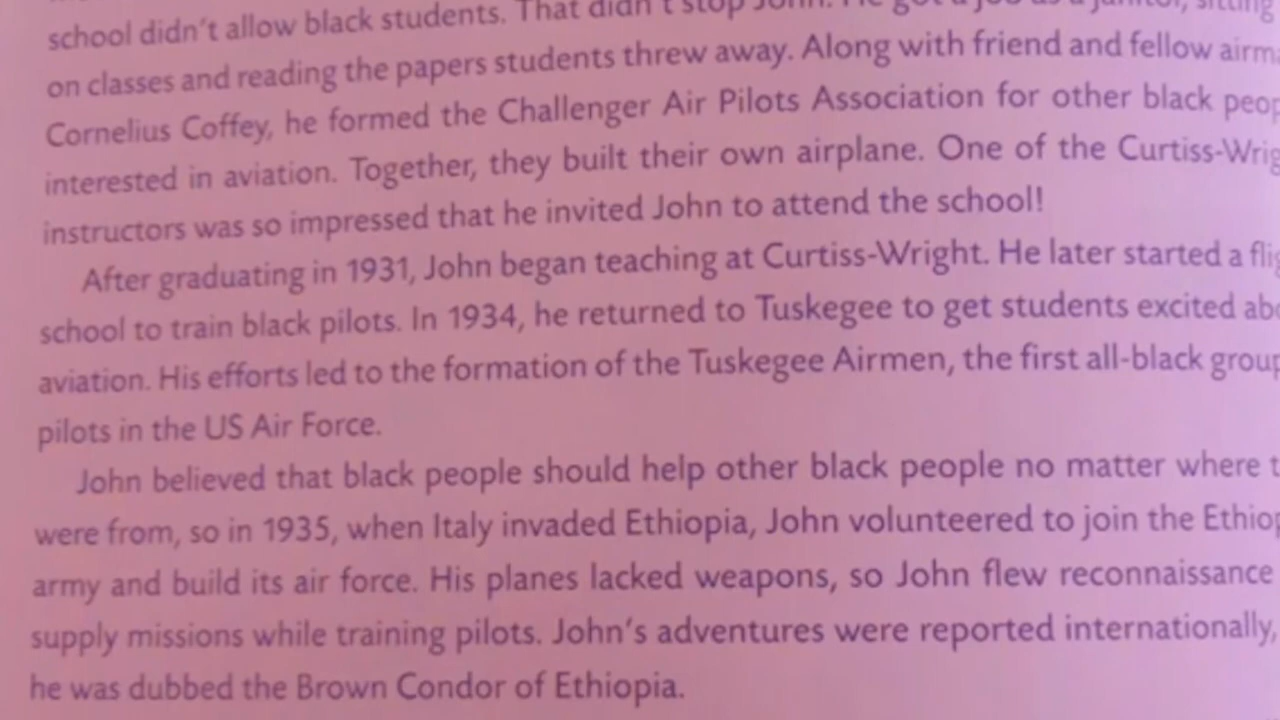 school didn't allow black students. That didn't stop John. He got a job as a janitor, sitting
on classes and reading the papers students threw away. Along with friend and fellow
Cornelius Coffey, he formed the Challenger Air Pilots Association for other black
interested in aviation. Together, they built their own airplane. One of the
instructors was so impressed that he invited John to attend the school!
After graduating in 1931, John began teaching at Curtiss-Wright. He later started a
school to train black pilots. In 1934, he returned to Tuskegee to get students excited
aviation. His efforts led to the formation of the Tuskegee Airmen, the first all-black
pilots in the US Air Force.
John believed that black people should help other black people no matter where
were from, so in 1935, when Italy invaded Ethiopia, John volunteered to join the
army and build its air force. His planes lacked weapons, so John flew reconnaissance
supply missions while training pilots. John's adventures were reported internationally,
he was dubbed the Brown Condor of Ethiopia.